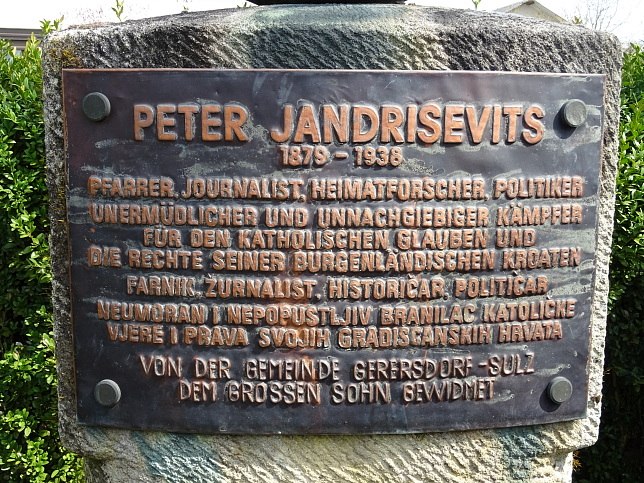 PETER JANDRISEVITS
1879 - 1938
PFARRER, JOURNALIST, HEIMATFORSCHER, POLITIKER
UNERMÜDLICHER UND UNNACHGIEBIGER KÄMPFER
FÜR DEN KATHOLISCHEN GLAUBEN UND
DIE RECHTE SEINER BURGENLÄNDISCHEN KROATEN
FARNIK, ŽURNALIST, HISTORIČAR, POLITIČAR
NEUMORAN I NEPOPUSTLJIV BRANILAC KATOLIČKE
VJERE I PRAVA SVOJIH GRADIŠĆANSKIH HRVATA
VON DER GEMEINDE GERERSDORF-SULZ
DEM GROSSEN SOHN GEWIDMET